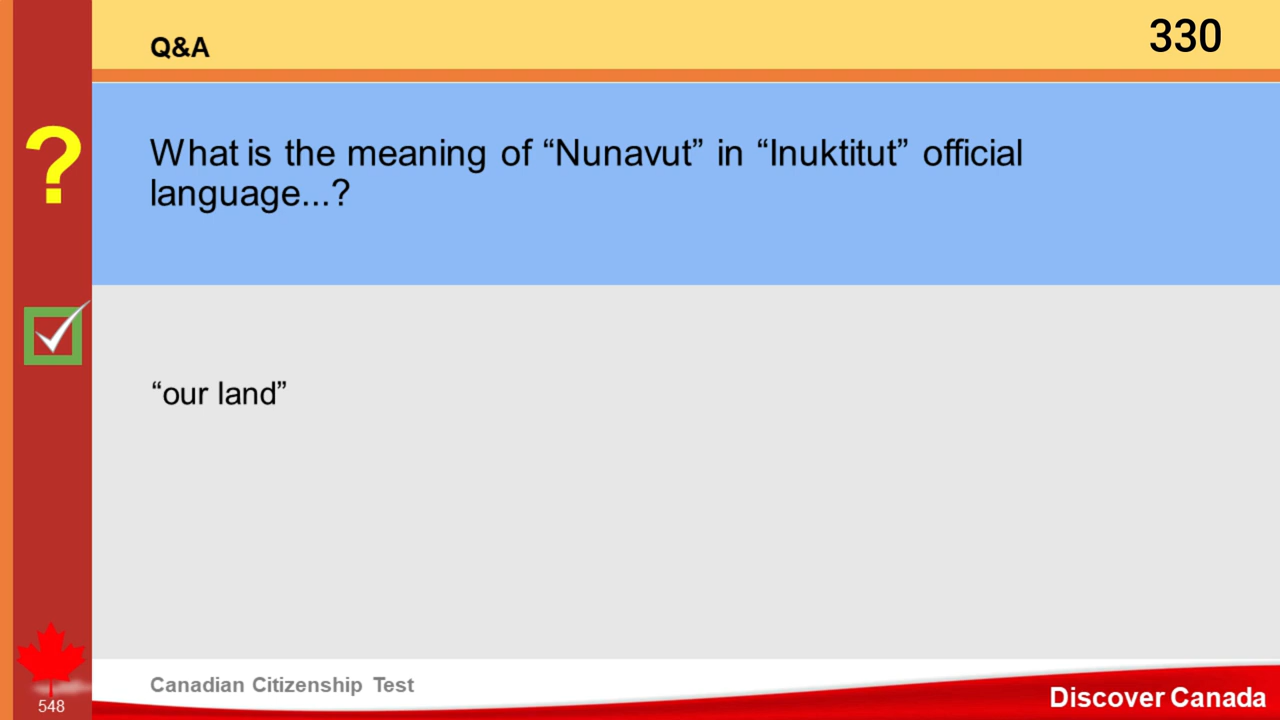 Q&A
330
?
What is the meaning of “Nunavut” in “Inuktitut” official
language...?
“our land”
Canadian Citizenship Test
Discover Canada
548